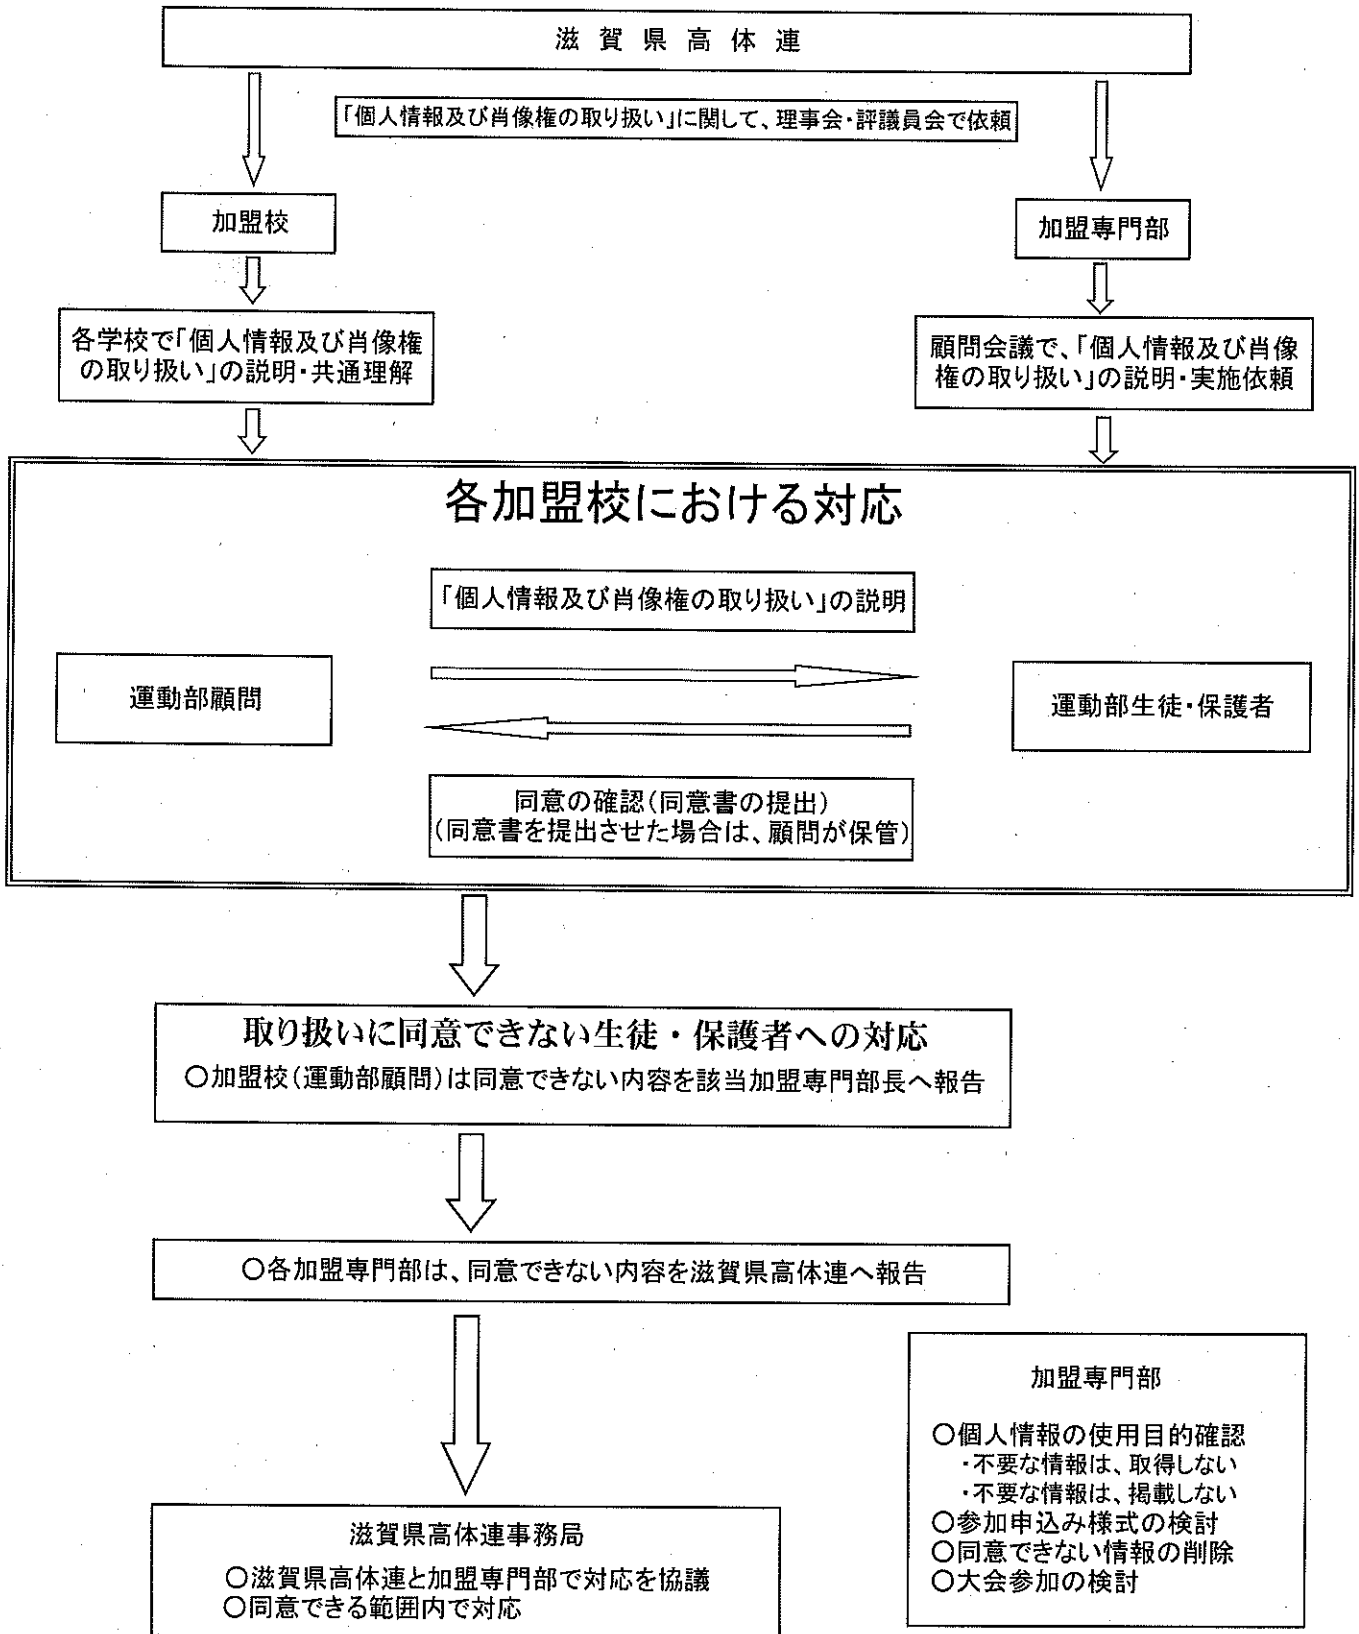 滋賀県高体連
「個人情報及び肖像権の取り扱い」に関して、理事会・評議員会で依頼
加盟校
加盟専門部
各学校で「個人情報及び肖像権
の取り扱い」の説明・共通理解
顧問会議で、「個人情報及び肖像
権の取り扱い」の説明・実施依頼
各加盟校における対応
「個人情報及び肖像権の取り扱い」の説明
運動部顧問
運動部生徒・保護者
同意の確認(同意書の提出)
(同意書を提出させた場合は、顧問が保管)
取り扱いに同意できない生徒・保護者への対応
○加盟校(運動部顧問)は同意できない内容を該当加盟専門部長へ報告
○各加盟専門部は、同意できない内容を滋賀県高体連へ報告
加盟専門部
○個人情報の使用目的確認
・不要な情報は、取得しない
・不要な情報は、掲載しない
○参加申込み様式の検討
○同意できない情報の削除
○大会参加の検討
滋賀県高体連事務局
○滋賀県高体連と加盟専門部で対応を協議
○同意できる範囲内で対応